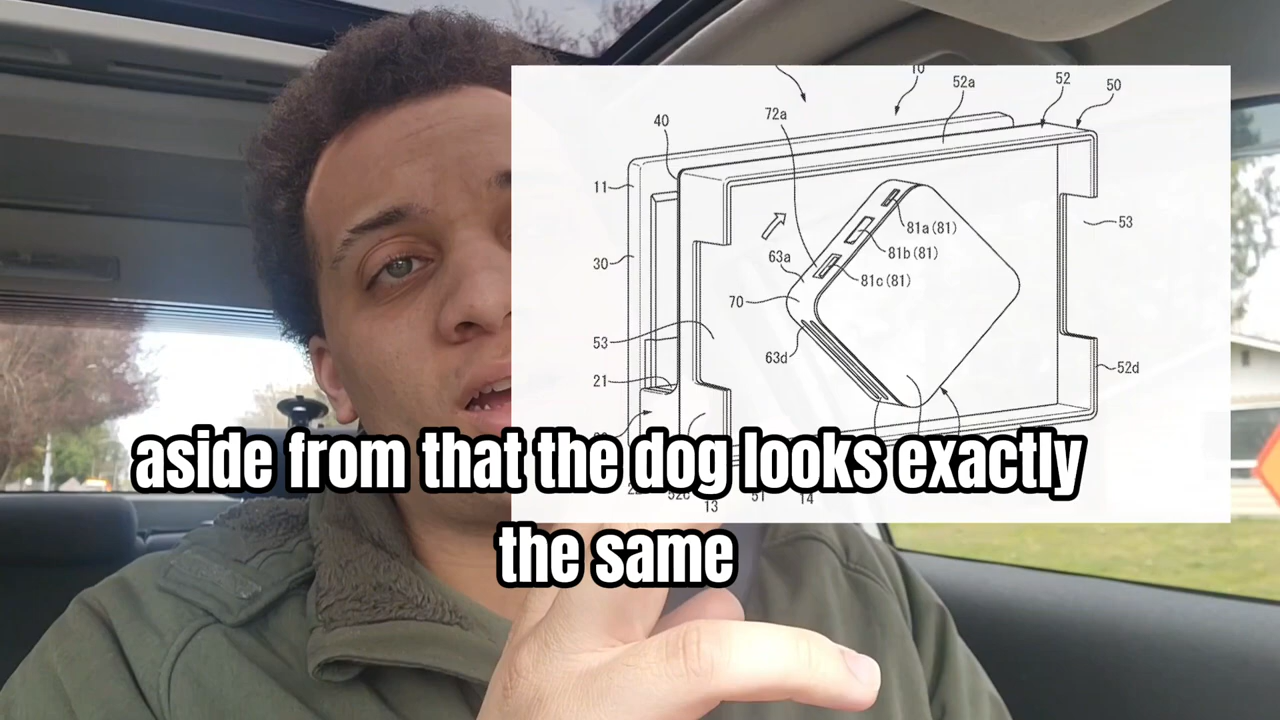 10
52a
52
50
72a
40
11
81a(81)
53
81b(81)
63a
30
81c(81)
70
53
63d
21
52d
13
51
14
aside from that the dog looks exactly
the same